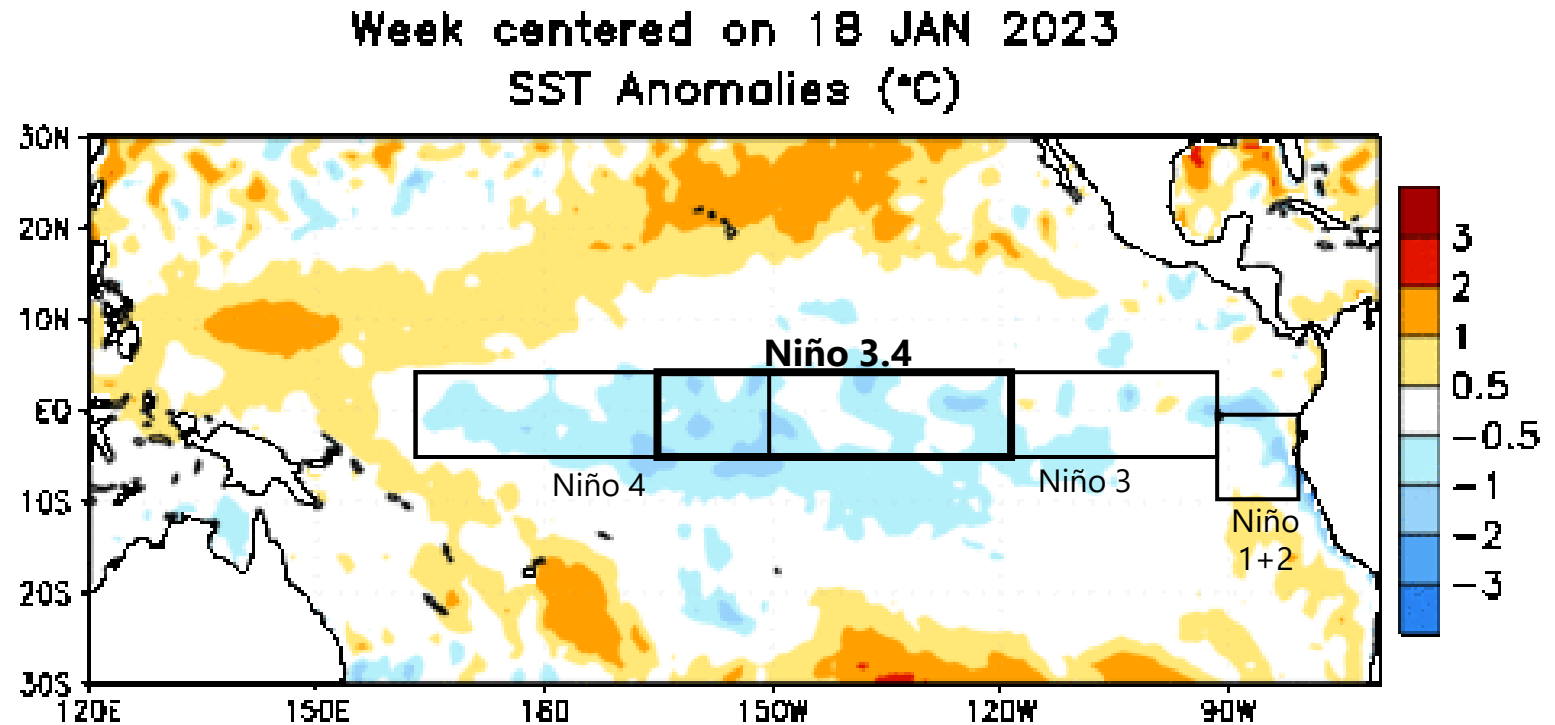 Week centered on 18 JAN 2023
SST Anomalies (°C)
30N
20N
10N
EQ
10S
20S
30S
120E 150E 180 150W 120W 90W
Niño 3.4
Niño 4
Niño 3
Niño
1+2
3
2
1
0.5
-0.5
-1
-2
-3